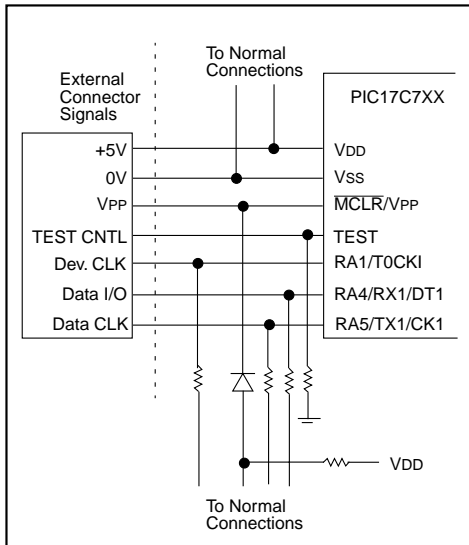 To Normal
Connections
External
Connector
Signals
PIC17C7XX
+5V
VDD
0V
VSS
VPP
MCLR/VPP
TEST CNTL
TEST
Dev. CLK
RA1/T0CKI
Data I/O
RA4/RX1/DT1
Data CLK
RA5/TX1/CK1
VDD
To Normal
Connections